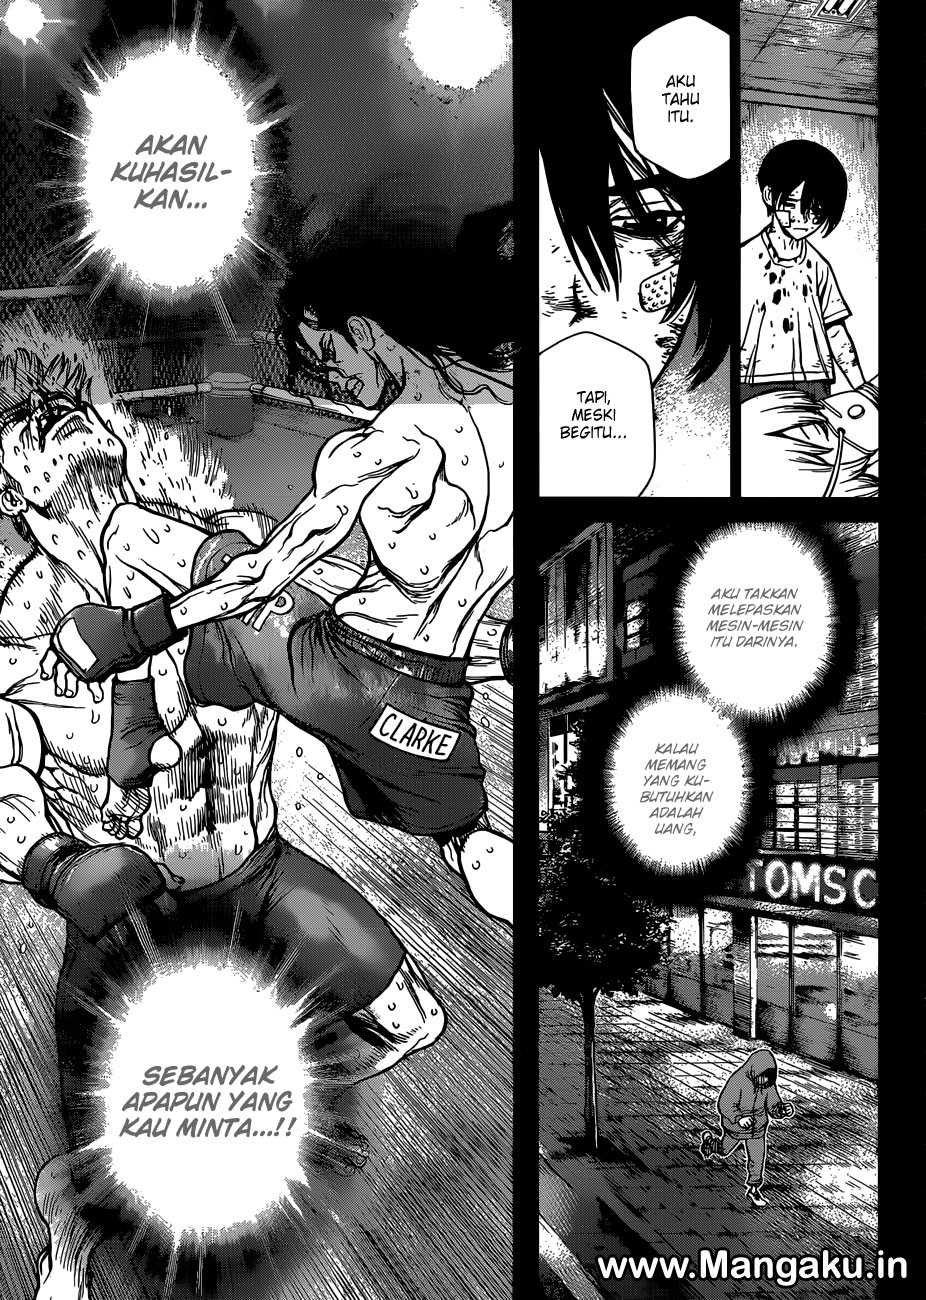 AKU
TAHU
ITU.
TAPI,
MESKI
BEGITU...
AKU TAKKAN
MELEPASKAN
MESIN-MESIN
ITU DARINYA.
KALAU
MEMANG
YANG KU-
BUTUHKAN
ADALAH
UANG,
TOMSC
AKAN
KUHASIL-
KAN...
CLARKE
SEBANYAK
APAPUN YANG
KAU MINTA...!!
www.Mangaku.in